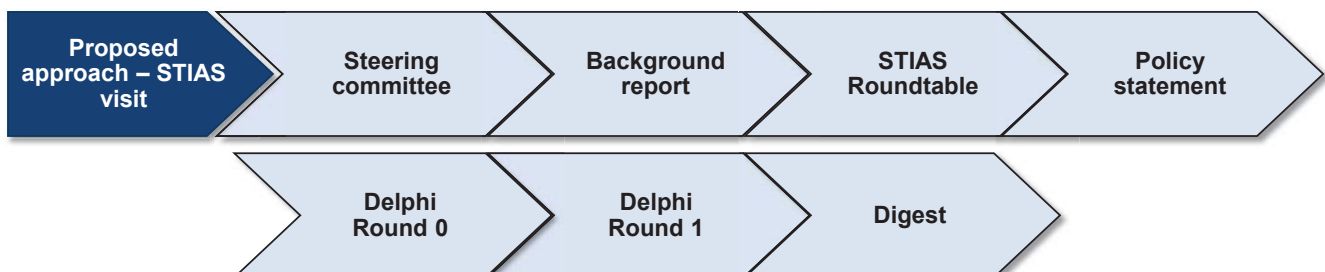 Proposed
approach – STIAS
visit
Steering
committee
Background
report
STIAS
Roundtable
Policy
statement
Delphi
Round 0
Delphi
Round 1
Digest